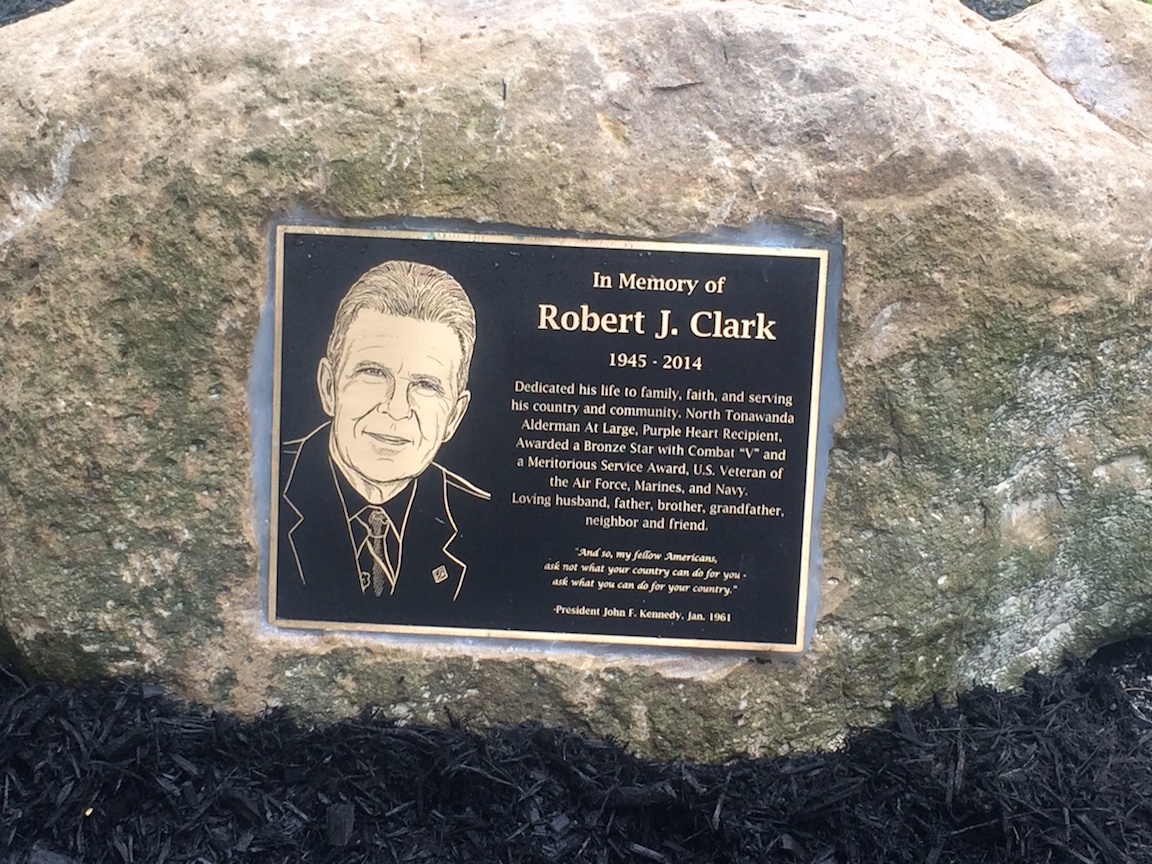 In Memory of
Robert J. Clark
1945 - 2014
Dedicated his life to family, faith, and serving
his country and community. North Tonawanda
Alderman At Large, Purple Heart Recipient,
Awarded a Bronze Star with Combat "V" and
a Meritorious Service Award, U.S. Veteran of
the Air Force, Marines, and Navy.
Loving husband, father, brother, grandfather,
neighbor and friend.
"And so, my fellow Americans,
ask not what your country can do for you -
ask what you can do for your country."
-President John F. Kennedy, Jan. 1961